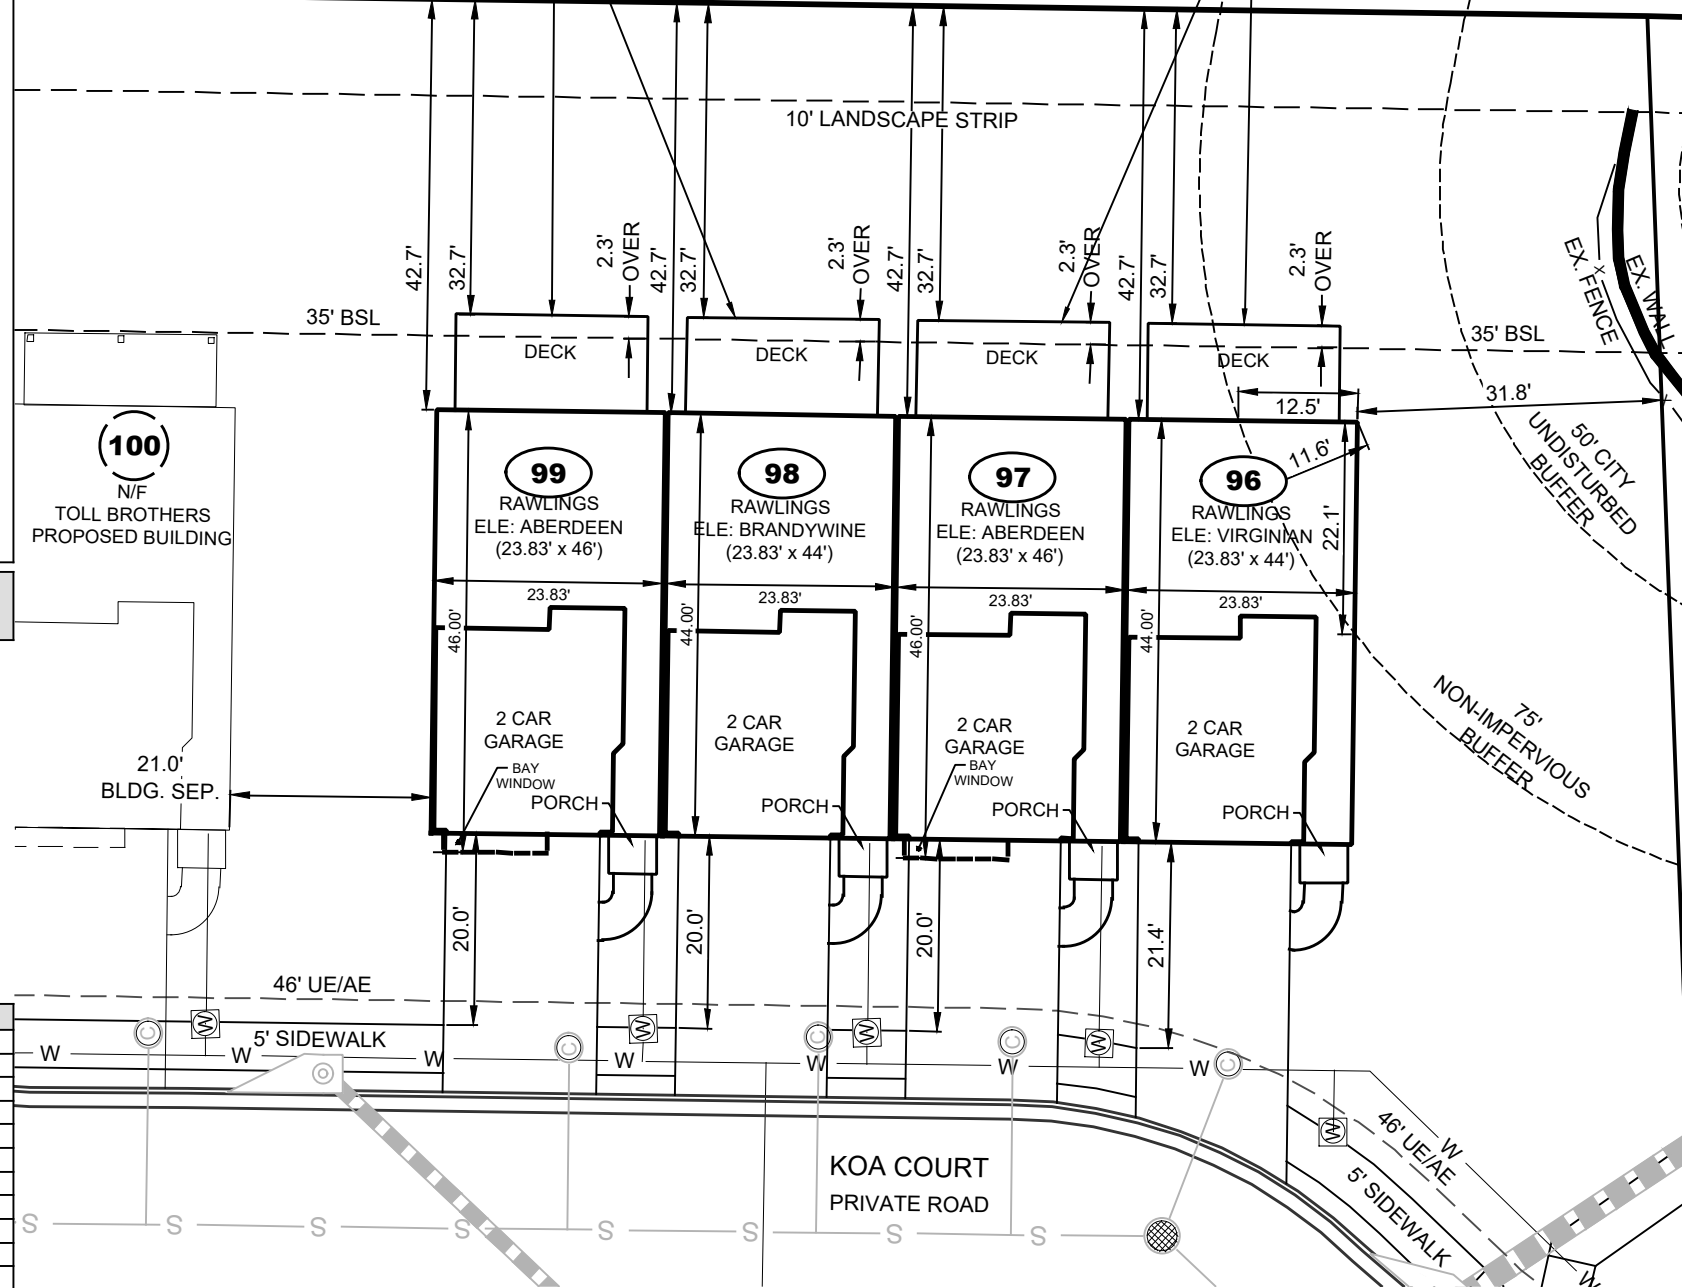 10' LANDSCAPE STRIP
42.7'
32.7'
2.3'
OVER
42.7'
32.7'
2.3'
OVER
42.7'
32.7'
2.3'
OVER
42.7'
32.7'
2.3'
OVER
EX. FENCE
X
EX. WALL
35' BSL
35' BSL
DECK
DECK
DECK
DECK
12.5'
31.8'
100
N/F
TOLL BROTHERS
PROPOSED BUILDING
99
RAWLINGS
ELE: ABERDEEN
(23.83' x 46')
98
RAWLINGS
ELE: BRANDYWINE
(23.83' x 44')
97
RAWLINGS
ELE: ABERDEEN
(23.83' x 46')
96
RAWLINGS
ELE: VIRGINIAN
(23.83' x 44')
11.6'
22.1'
50' CITY
UNDISTURBED
BUFFER
23.83'
23.83'
23.83'
23.83'
46.00'
44.00'
46.00'
44.00'
75'
NON-IMPERVIOUS
BUFFER
2 CAR
GARAGE
2 CAR
GARAGE
2 CAR
GARAGE
2 CAR
GARAGE
21.0'
BLDG. SEP.
BAY
WINDOW
PORCH
PORCH
BAY
WINDOW
PORCH
PORCH
20.0'
20.0'
20.0'
21.4'
46' UE/AE
5' SIDEWALK
C
W
C
W
C
W
C
W
C
W
W
W
W
W
W
W
W
W
46' UE/AE
W
5' SIDEWALK
W
KOA COURT
PRIVATE ROAD
S
S
S
S
S
S
S
S